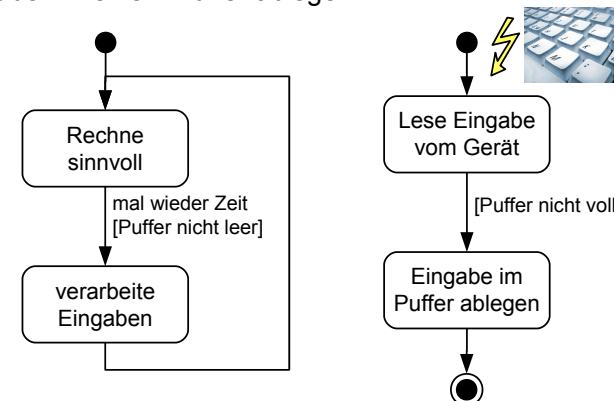 Rechne
sinnvoll
mal wieder Zeit
[Puffer nicht leer]
verarbeite
Eingaben
Lese Eingabe
vom Gerät
[Puffer nicht voll
Eingabe im
Puffer ablegen